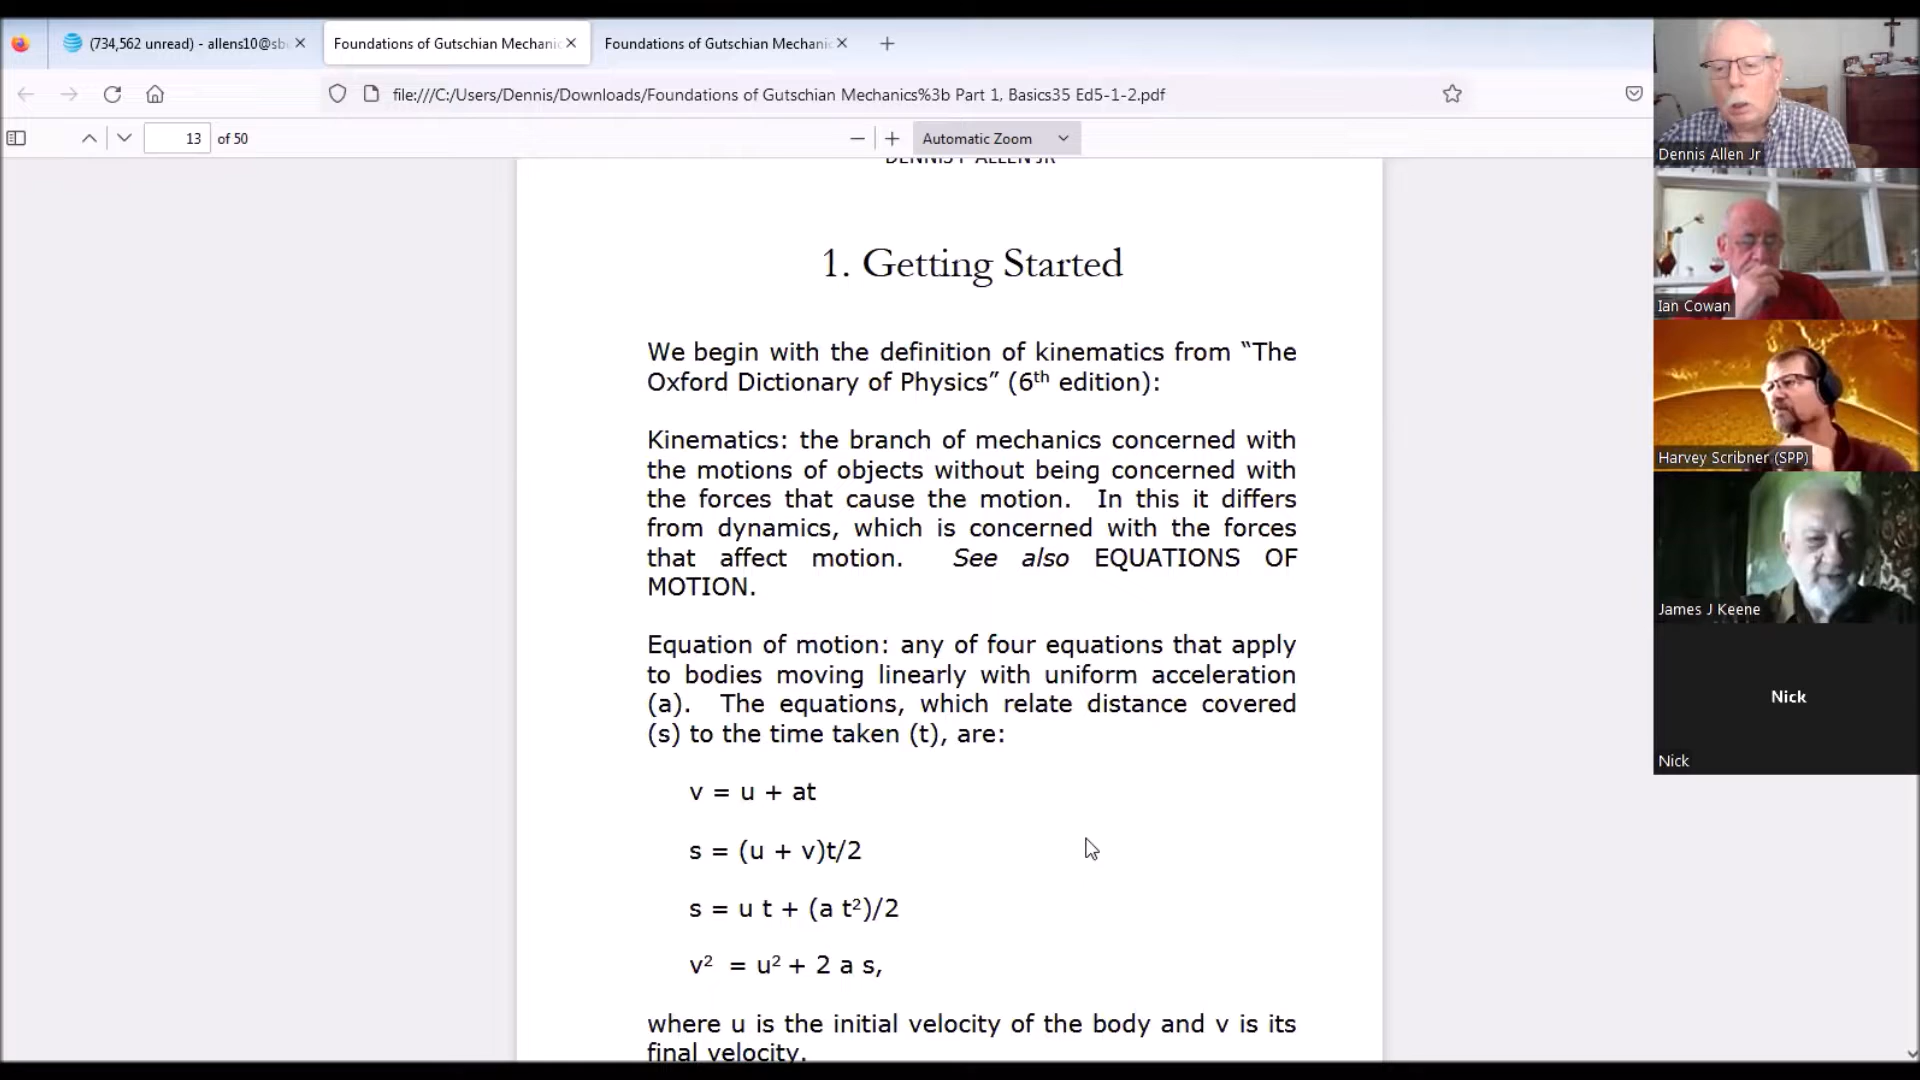 (734,562 unread) - allens10@sb
Foundations of Gutschian Mechani
Foundations of Gutschian Mechani
file:///C:/Users/Dennis/Downloads/Foundations of Gutschian Mechanics%3b Part 1, Basics35 Ed5-1-2.pdf
13 of 50
Automatic Zoom
1. Getting Started
We begin with the definition of kinematics from “The
Oxford Dictionary of Physics” (6th edition):
Kinematics: the branch of mechanics concerned with
the motions of objects without being concerned with
the forces that cause the motion. In this it differs
from dynamics, which is concerned with the forces
that affect motion. See also EQUATIONS OF
MOTION.
Equation of motion: any of four equations that apply
to bodies moving linearly with uniform acceleration
(a). The equations, which relate distance covered
(s) to the time taken (t), are:
v = u + at
s = (u + v)t/2
s = u t + (a t²)/2
v² = u² + 2 a s,
where u is the initial velocity of the body and v is its
final velocity.
Dennis Allen Jr
Ian Cowan
Harvey Scribner (SPP)
James J Keene
Nick
Nick